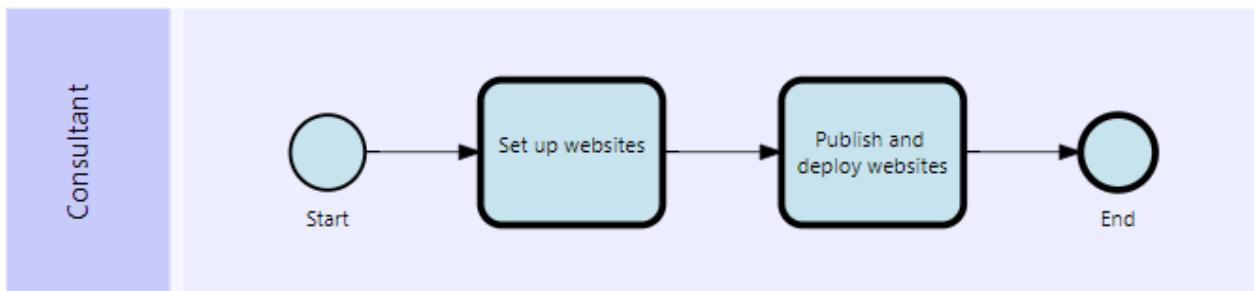 Consultant
Start
Set up websites
Publish and
deploy websites
End